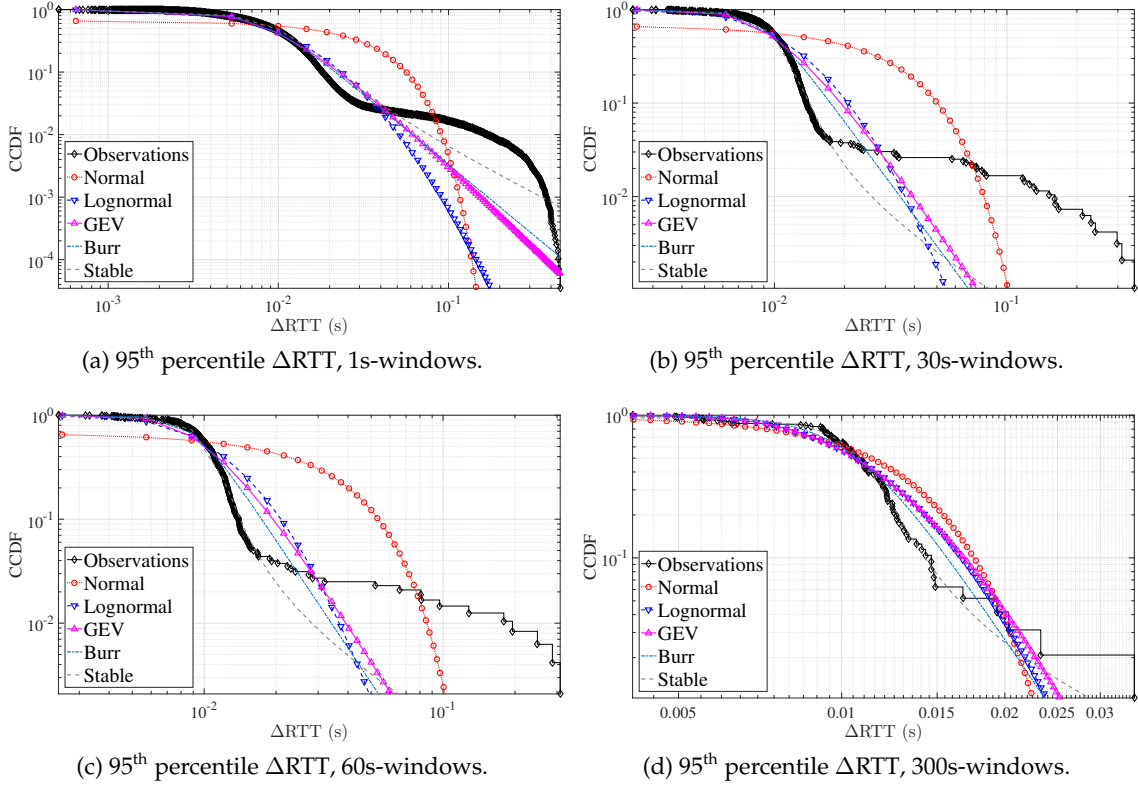 10^0
10^-1
10^-2
10^-3
10^-4
CCDF
Observations
Normal
Lognormal
GEV
Burr
Stable
10^-3 10^-2 10^-1
ΔRTT (s)
(a) 95th percentile ΔRTT, 1s-windows.
10^0
10^-1
10^-2
CCDF
Observations
Normal
Lognormal
GEV
Burr
Stable
10^-2 10^-1
ΔRTT (s)
(b) 95th percentile ΔRTT, 30s-windows.
10^0
10^-1
10^-2
CCDF
Observations
Normal
Lognormal
GEV
Burr
Stable
10^-2 10^-1
ΔRTT (s)
(c) 95th percentile ΔRTT, 60s-windows.
10^0
10^-1
CCDF
Observations
Normal
Lognormal
GEV
Burr
Stable
0.005 0.01 0.015 0.02 0.025 0.03
ΔRTT (s)
(d) 95th percentile ΔRTT, 300s-windows.